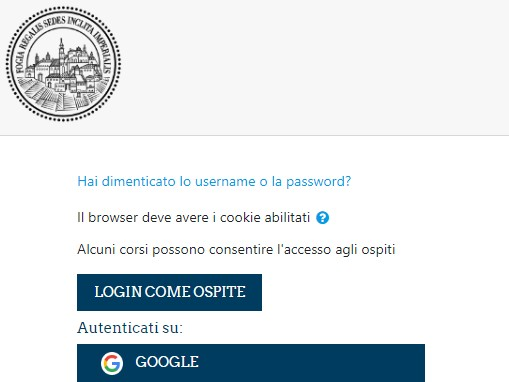 FOGIA REGALIS SEDES INCLITA IMPERIALIS
Hai dimenticato lo username o la password?
Il browser deve avere i cookie abilitati ?
Alcuni corsi possono consentire l'accesso agli ospiti
LOGIN COME OSPITE
Autenticati su:
GOOGLE